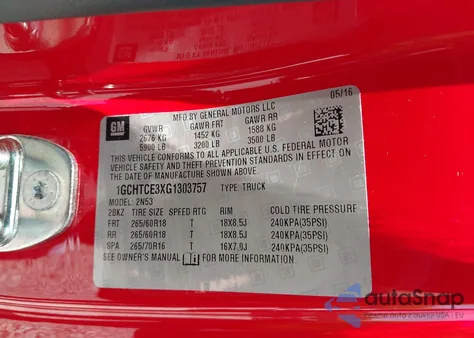 05/16
GM
MFD BY GENERAL MOTORS LLC
GVWR GAWR FRT GAWR RR
2676 KG 1452 KG 1588 KG
5900 LB 3200 LB 3500 LB
THIS VEHICLE CONFORMS TO ALL APPLICABLE U.S. FEDERAL MOTOR
VEHICLE SAFETY AND THEFT PREVENTION STANDARDS IN
EFFECT ON THE DATE OF MANUFACTURE SHOWN ABOVE.
1GCHTCE3XG1303757 TYPE: TRUCK
MODEL: 2N53
2BKZ TIRE SIZE SPEED RTG RIM COLD TIRE PRESSURE
FRT 265/60R18 T 18X8.5J 240KPA(35PSI)
RR 265/60R18 T 18X8.5J 240KPA(35PSI)
SPA 265/70R16 T 16X7.0J 240KPA(35PSI)
SEE OWNER'S MANUAL FOR MORE INFORMATION
autoSnap